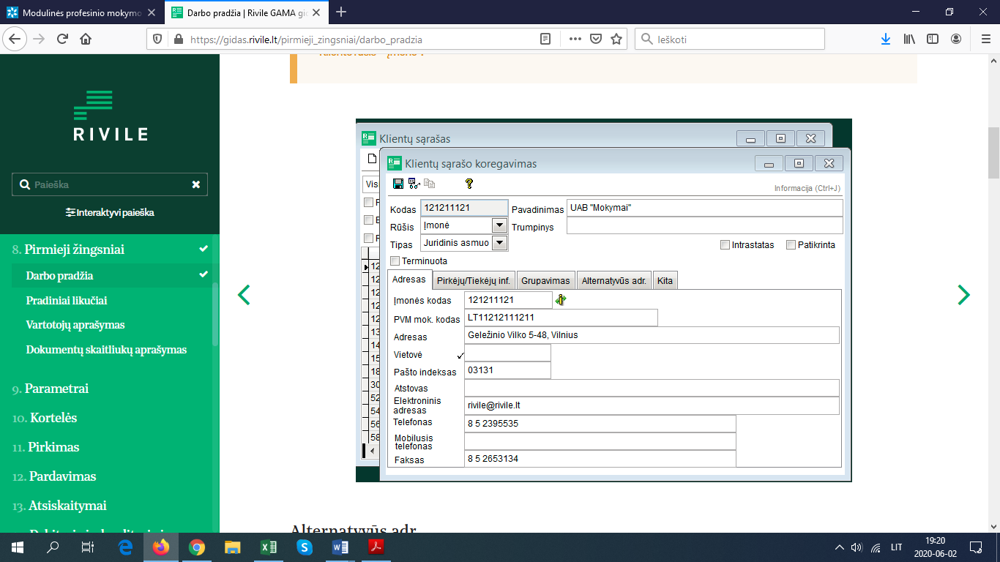 Modulinės profesinio mokymo
Darbo pradžia | Rivile GAMA gid
https://gidas.rivile.lt/pirmieji_zingsniai/darbo_pradzia
Ieškoti
RIVILE
Paieška
Interaktyvi paieška
8. Pirmieji žingsniai
Darbo pradžia
Pradiniai likučiai
Vartotojų aprašymas
Dokumentų skaitliukų aprašymas
9. Parametrai
10. Kortelės
11. Pirkimas
12. Pardavimas
13. Atsiskaitymai
Klientų sąrašas
Vis
Klientų sąrašo koregavimas
Informacija (Ctrl+J)
Kodas 121211121 Pavadinimas UAB "Mokymai"
Rūšis Įmonė Trumpinys
Tipas Juridinis asmuo Intrastatas Patikrinta
Terminuota
Adresas Pirkėjų/Tiekėjų inf. Grupavimas Alternatyvūs adr. Kita
Įmonės kodas 121211121
PVM mok. kodas LT11212111211
Adresas Geležinio Vilko 5-48, Vilnius
Vietovė
Pašto indeksas 03131
Atstovas
Elektroninis
adresas rivile@rivile.lt
Telefonas 8 5 2395535
Mobilusis
telefonas
Faksas 8 5 2653134
12
12
12
12
12
13
14
15
18
30
52
54
56
58
Alternatyvūs adr
LIT
19:20
2020-06-02